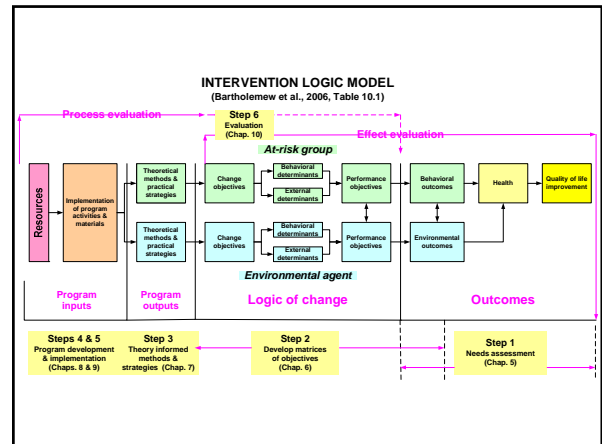 INTERVENTION LOGIC MODEL
(Bartholemew et al., 2006, Table 10.1)
Process evaluation
Step 6
Evaluation
(Chap. 10)
Effect evaluation
At-risk group
Resources
Implementation
of program
activities &
materials
Theoretical
methods &
practical
strategies
Change
objectives
Behavioral
determinants
External
determinants
Performance
objectives
Behavioral
outcomes
Health
Quality of life
improvement
Theoretical
methods &
practical
strategies
Change
objectives
Behavioral
determinants
External
determinants
Performance
objectives
Environmental
outcomes
Environmental agent
Program
inputs
Program
outputs
Logic of change
Outcomes
Steps 4 & 5
Program development
& implementation
(Chaps. 8 & 9)
Step 3
Theory informed
methods &
strategies (Chap. 7)
Step 2
Develop matrices
of objectives
(Chap. 6)
Step 1
Needs assessment
(Chap. 5)